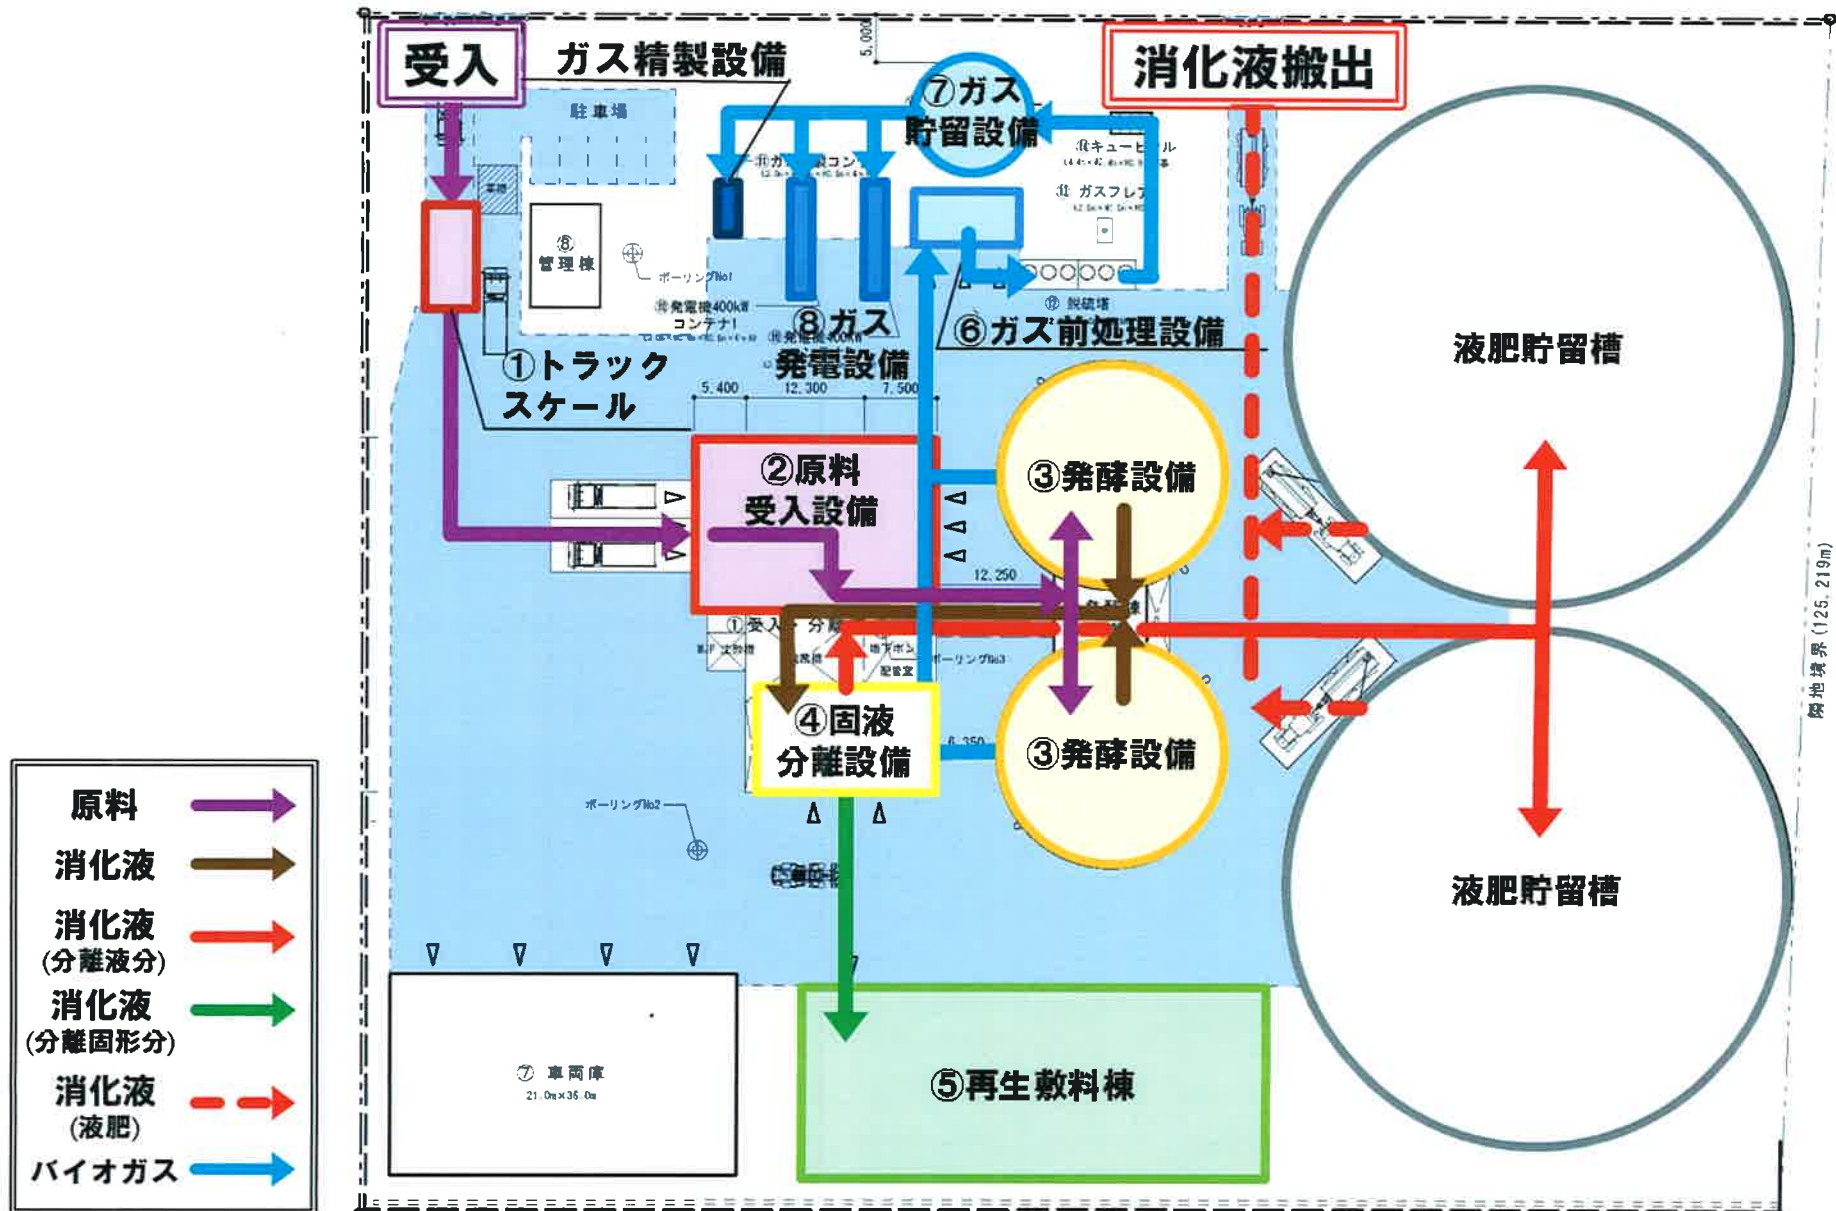 受入
ガス精製設備
消化液搬出
5,000
駐車場
⑦ガス
貯留設備
⑧
管理棟
ボーリングNo1
⑪ ガスフレア
⑫ 脱硫塔
発電機400kW
コンテナ1
⑧ガス
発電設備
⑥ガス前処理設備
①トラック
スケール
5,400
12,300
7,500
液肥貯留槽
②原料
受入設備
③発酵設備
12,250
隣地境界(125.219m)
ボーリングNo3
配管室
④固液
分離設備
6,350
③発酵設備
ボーリングNo2
液肥貯留槽
⑦ 車両庫
21.0m×36.0m
⑤再生敷料棟
原料
消化液
消化液
(分離液分)
消化液
(分離固形分)
消化液
(液肥)
バイオガス